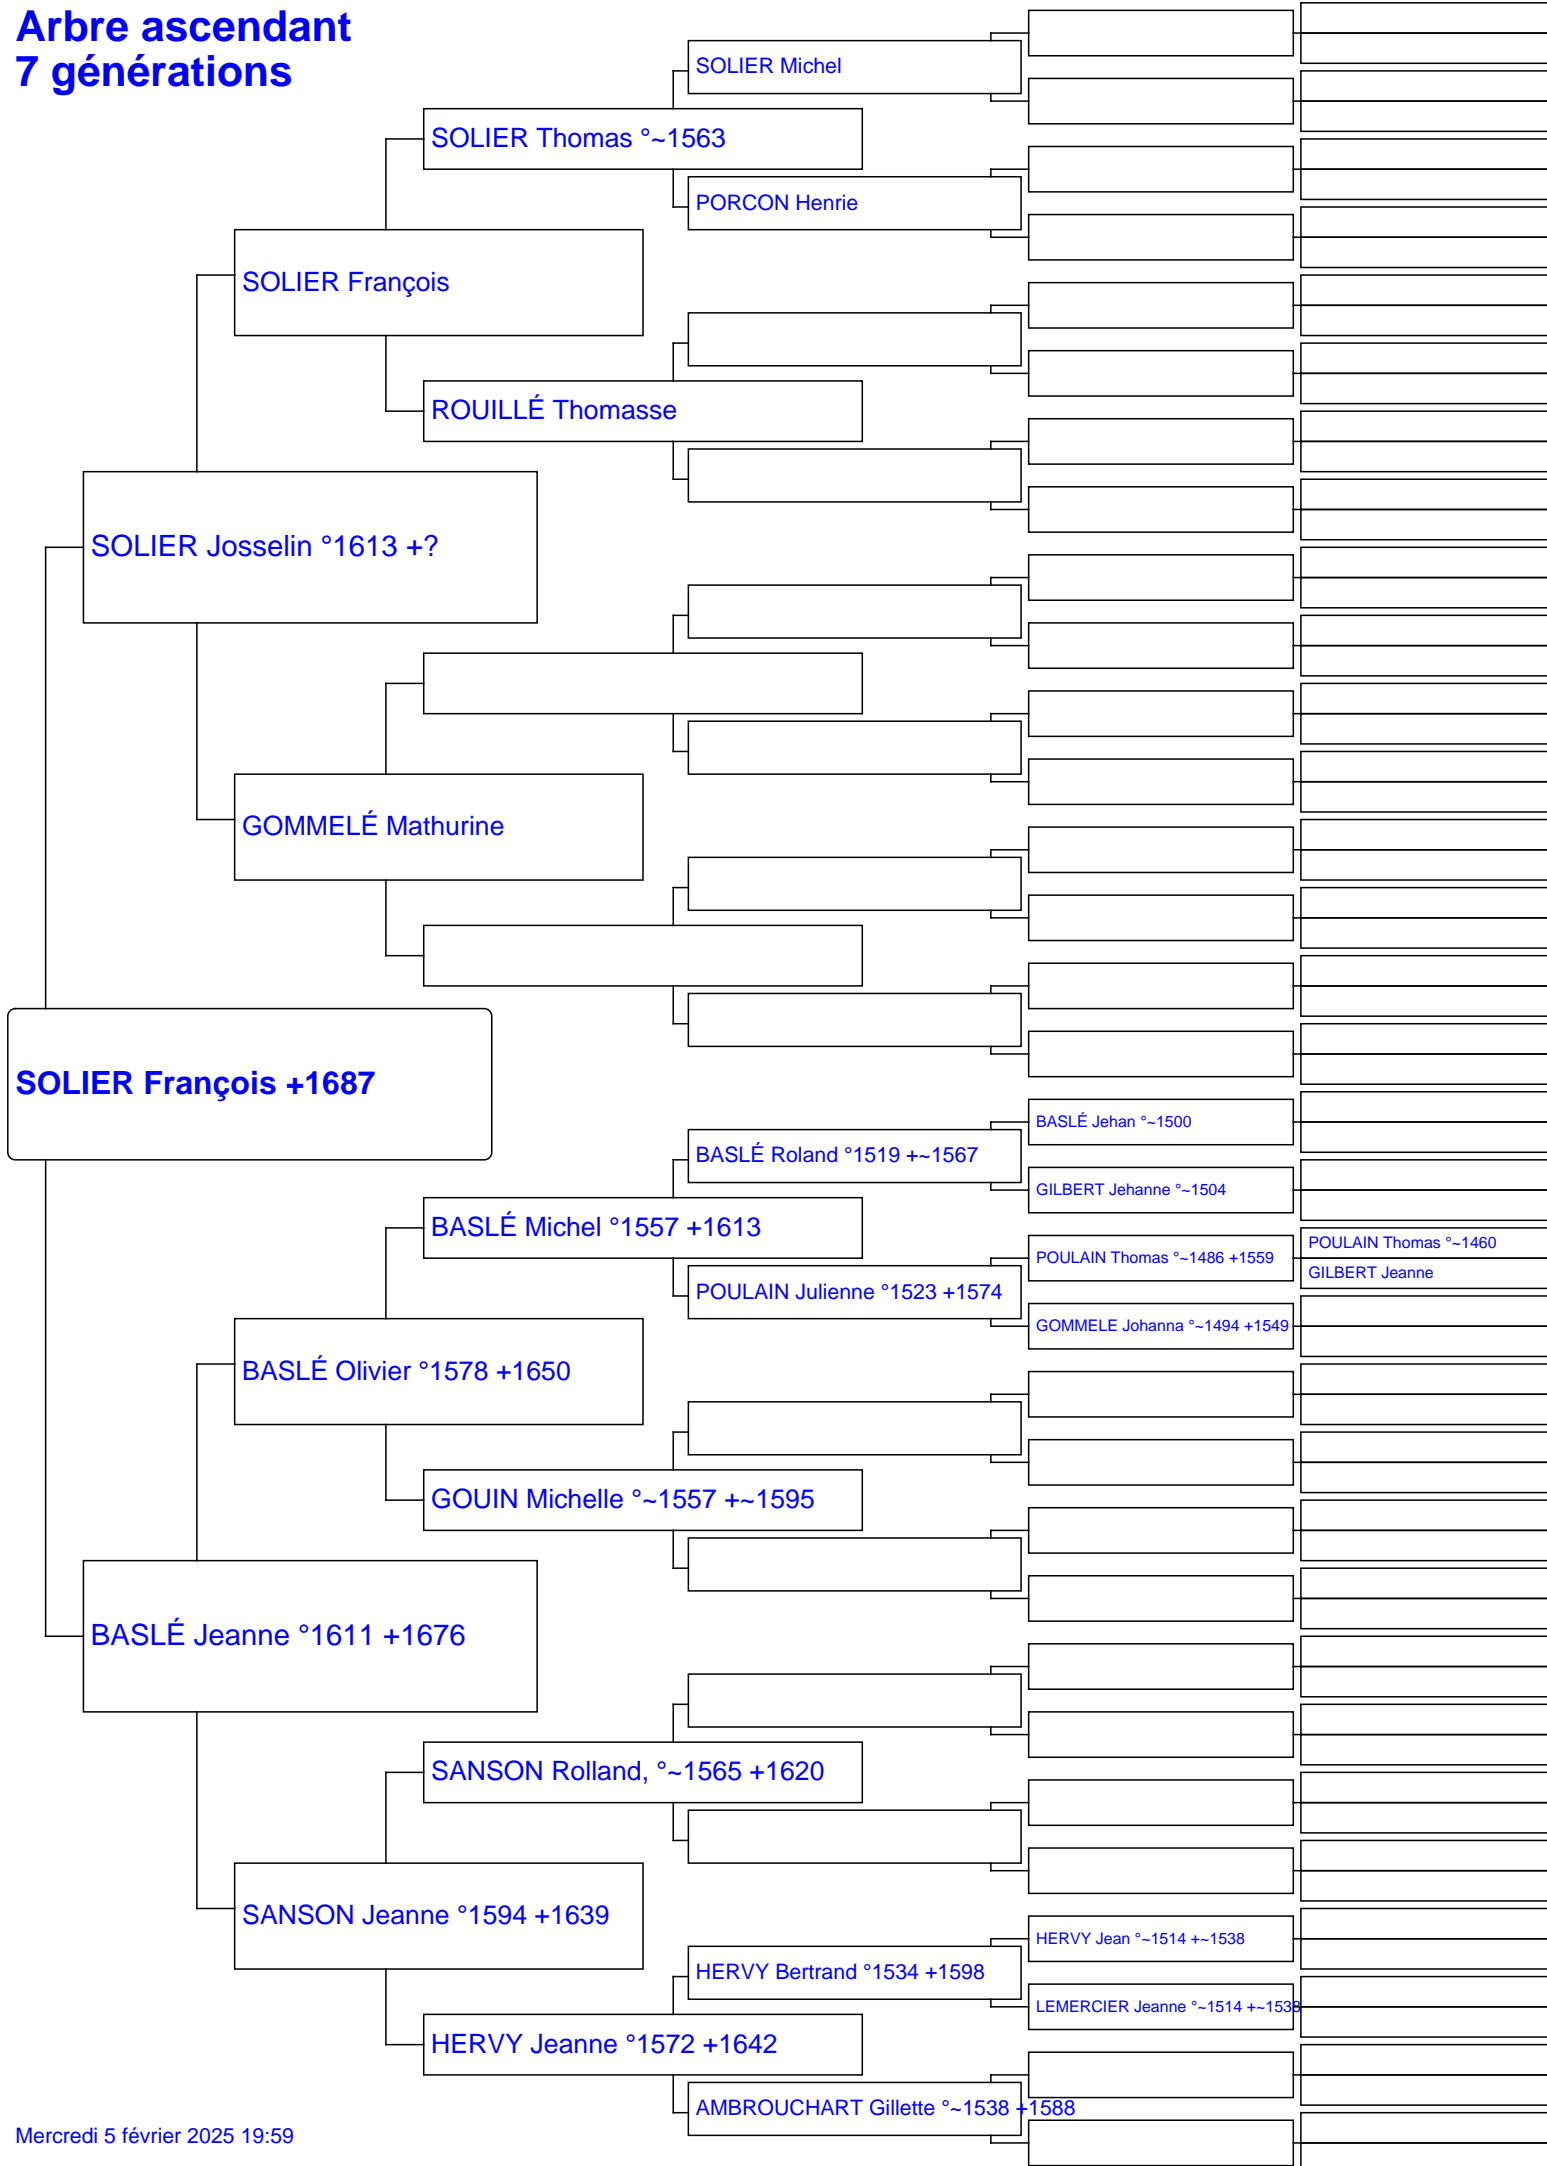 Arbre ascendant
7 générations
SOLIER Michel
SOLIER Thomas °~1563
PORCON Henrie
SOLIER François
ROUILLÉ Thomasse
SOLIER Josselin °1613 +?
GOMMELÉ Mathurine
SOLIER François +1687
BASLÉ Jehan °~1500
BASLÉ Roland °1519 +~1567
GILBERT Jehanne °~1504
BASLÉ Michel °1557 +1613
POULAIN Thomas °~1460
POULAIN Thomas °~1486 +1559
GILBERT Jeanne
POULAIN Julienne °1523 +1574
GOMMELE Johanna °~1494 +1549
BASLÉ Olivier °1578 +1650
GOUIN Michelle °~1557 +~1595
BASLÉ Jeanne °1611 +1676
SANSON Rolland, °~1565 +1620
SANSON Jeanne °1594 +1639
HERVY Jean °~1514 +~1538
HERVY Bertrand °1534 +1598
LEMERCIER Jeanne °~1514 +~1538
HERVY Jeanne °1572 +1642
AMBROUCHART Gillette °~1538 +1588
Mercredi 5 février 2025 19:59